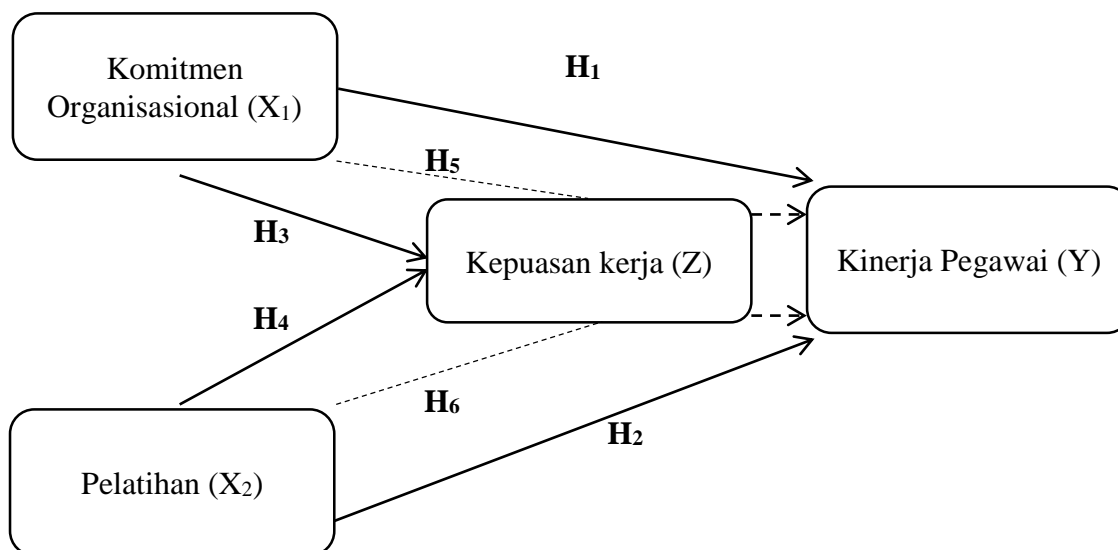 Komitmen
Organisasional (X₁)
H₁
H₅
H₃
Kepuasan kerja (Z)
Kinerja Pegawai (Y)
H₄
H₆
H₂
Pelatihan (X₂)